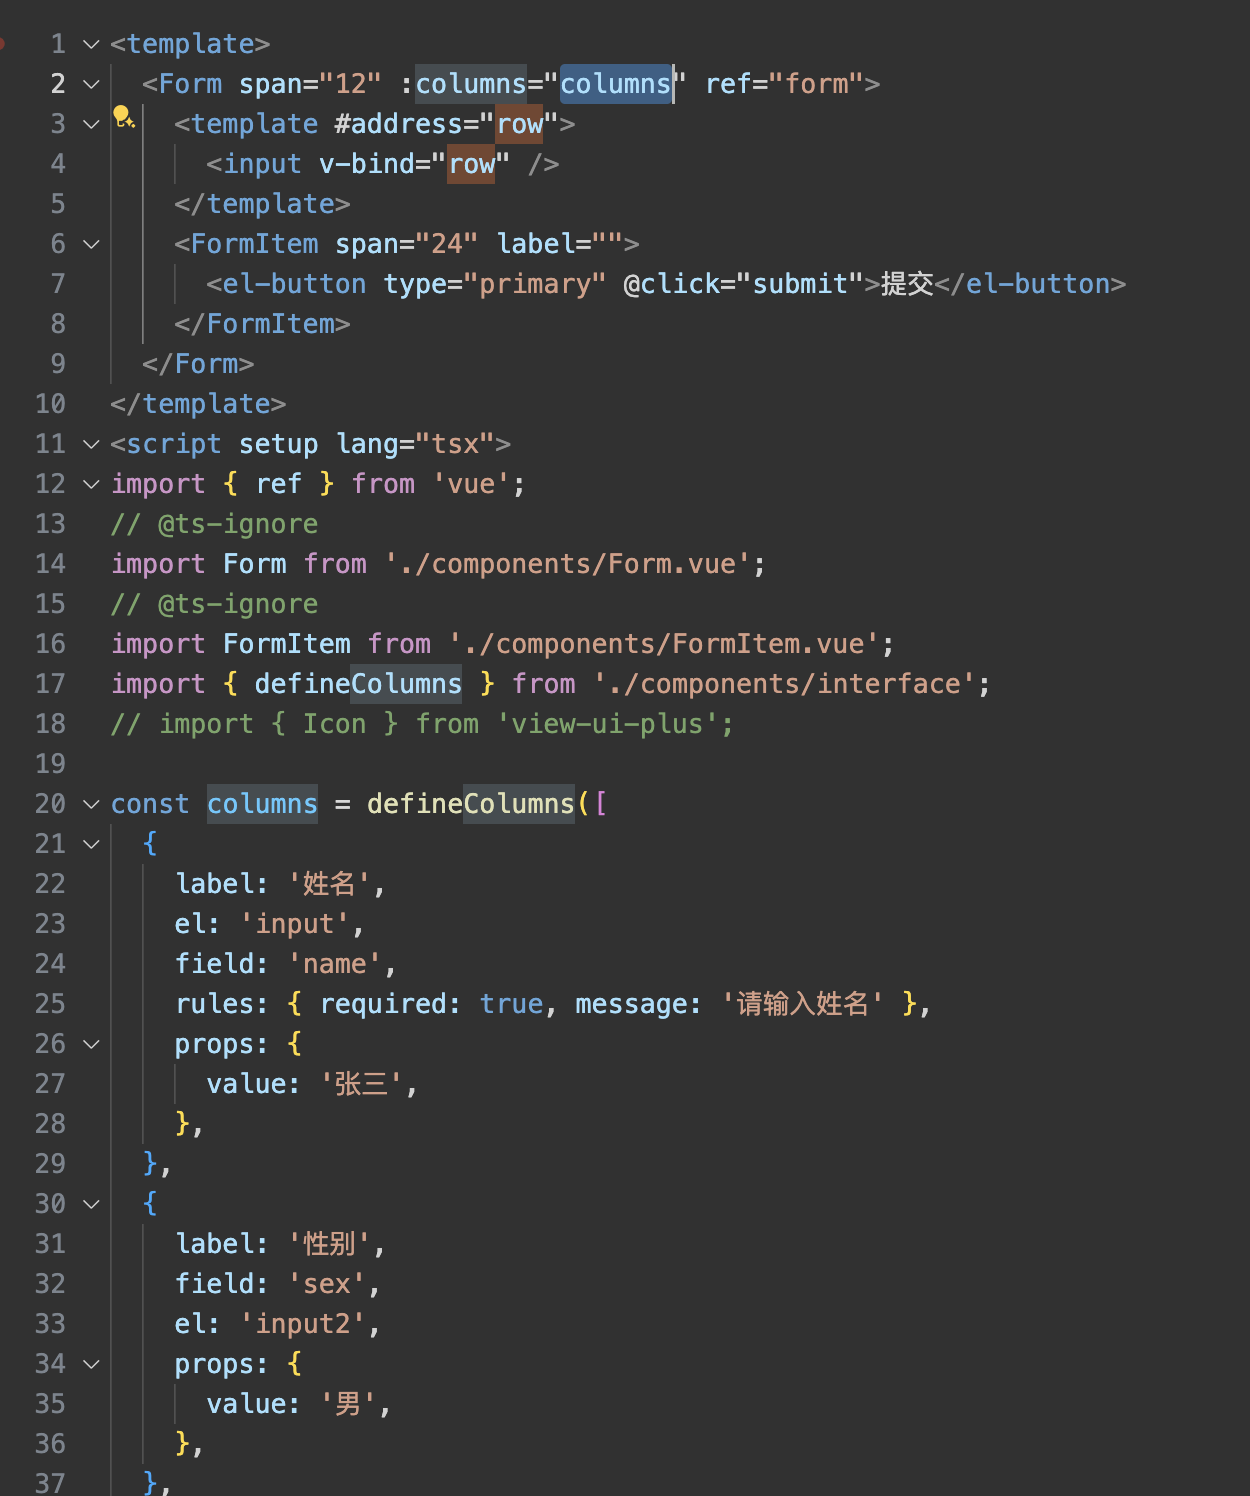 1 <template>
2 <Form span="12" :columns="columns" ref="form">
3 <template #address="row">
4 <input v-bind="row" />
5 </template>
6 <FormItem span="24" label="">
7 <el-button type="primary" @click="submit">提交</el-button>
8 </FormItem>
9 </Form>
10 </template>
11 <script setup lang="tsx">
12 import { ref } from 'vue';
13 // @ts-ignore
14 import Form from './components/Form.vue';
15 // @ts-ignore
16 import FormItem from './components/FormItem.vue';
17 import { defineColumns } from './components/interface';
18 // import { Icon } from 'view-ui-plus';
19
20 const columns = defineColumns([
21 {
22 label: '姓名',
23 el: 'input',
24 field: 'name',
25 rules: { required: true, message: '请输入姓名' },
26 props: {
27 value: '张三',
28 },
29 },
30 {
31 label: '性别',
32 field: 'sex',
33 el: 'input2',
34 props: {
35 value: '男',
36 },
37 },